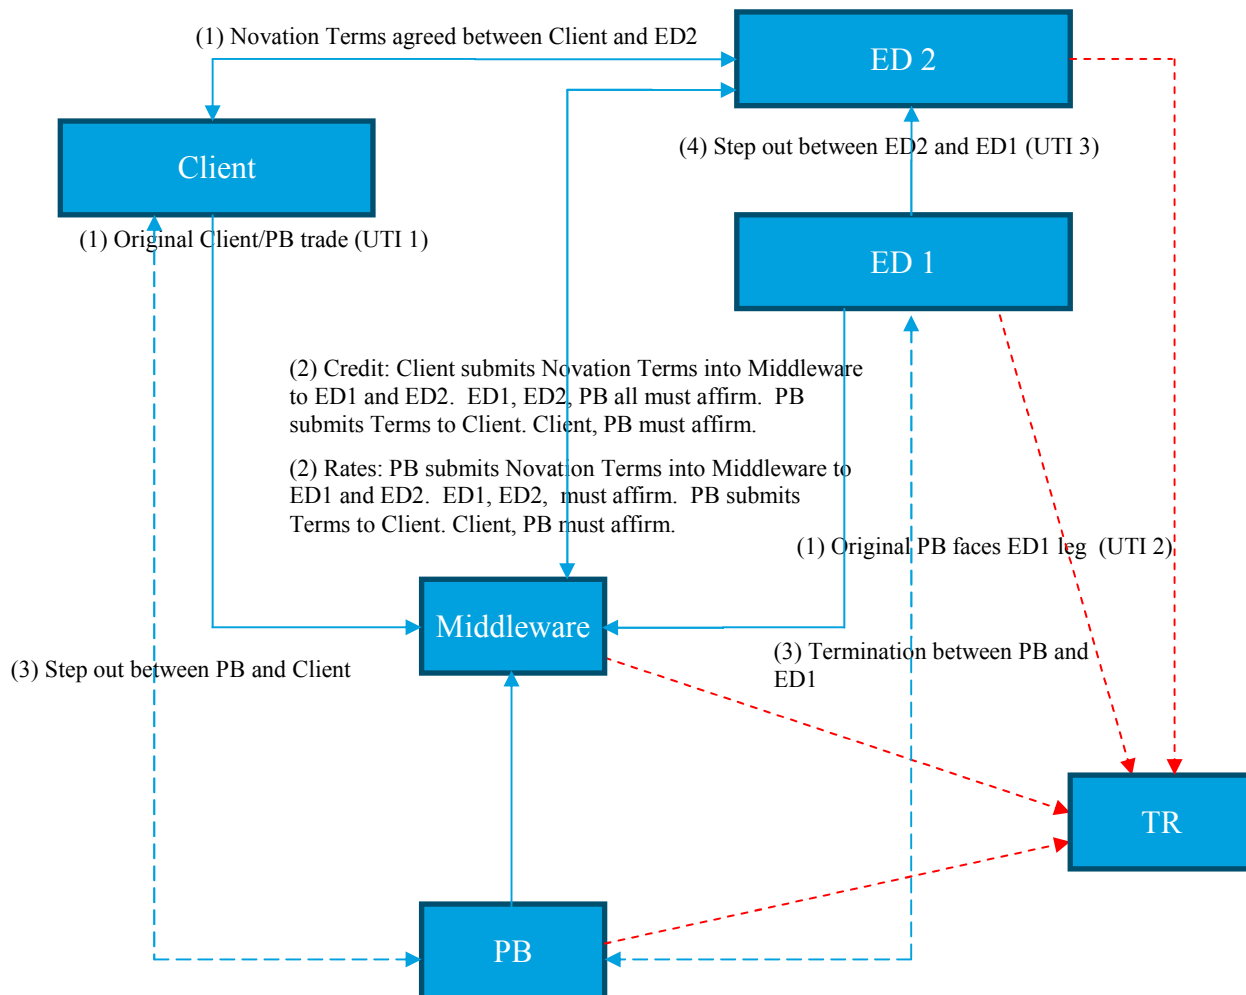 (1) Novation Terms agreed between Client and ED2
ED 2
Client
(4) Step out between ED2 and ED1 (UTI 3)
(1) Original Client/PB trade (UTI 1)
ED 1
(2) Credit: Client submits Novation Terms into Middleware
to ED1 and ED2. ED1, ED2, PB all must affirm. PB
submits Terms to Client. Client, PB must affirm.
(2) Rates: PB submits Novation Terms into Middleware to
ED1 and ED2. ED1, ED2, must affirm. PB submits
Terms to Client. Client, PB must affirm.
(1) Original PB faces ED1 leg (UTI 2)
Middleware
(3) Step out between PB and Client
(3) Termination between PB and
ED1
TR
PB